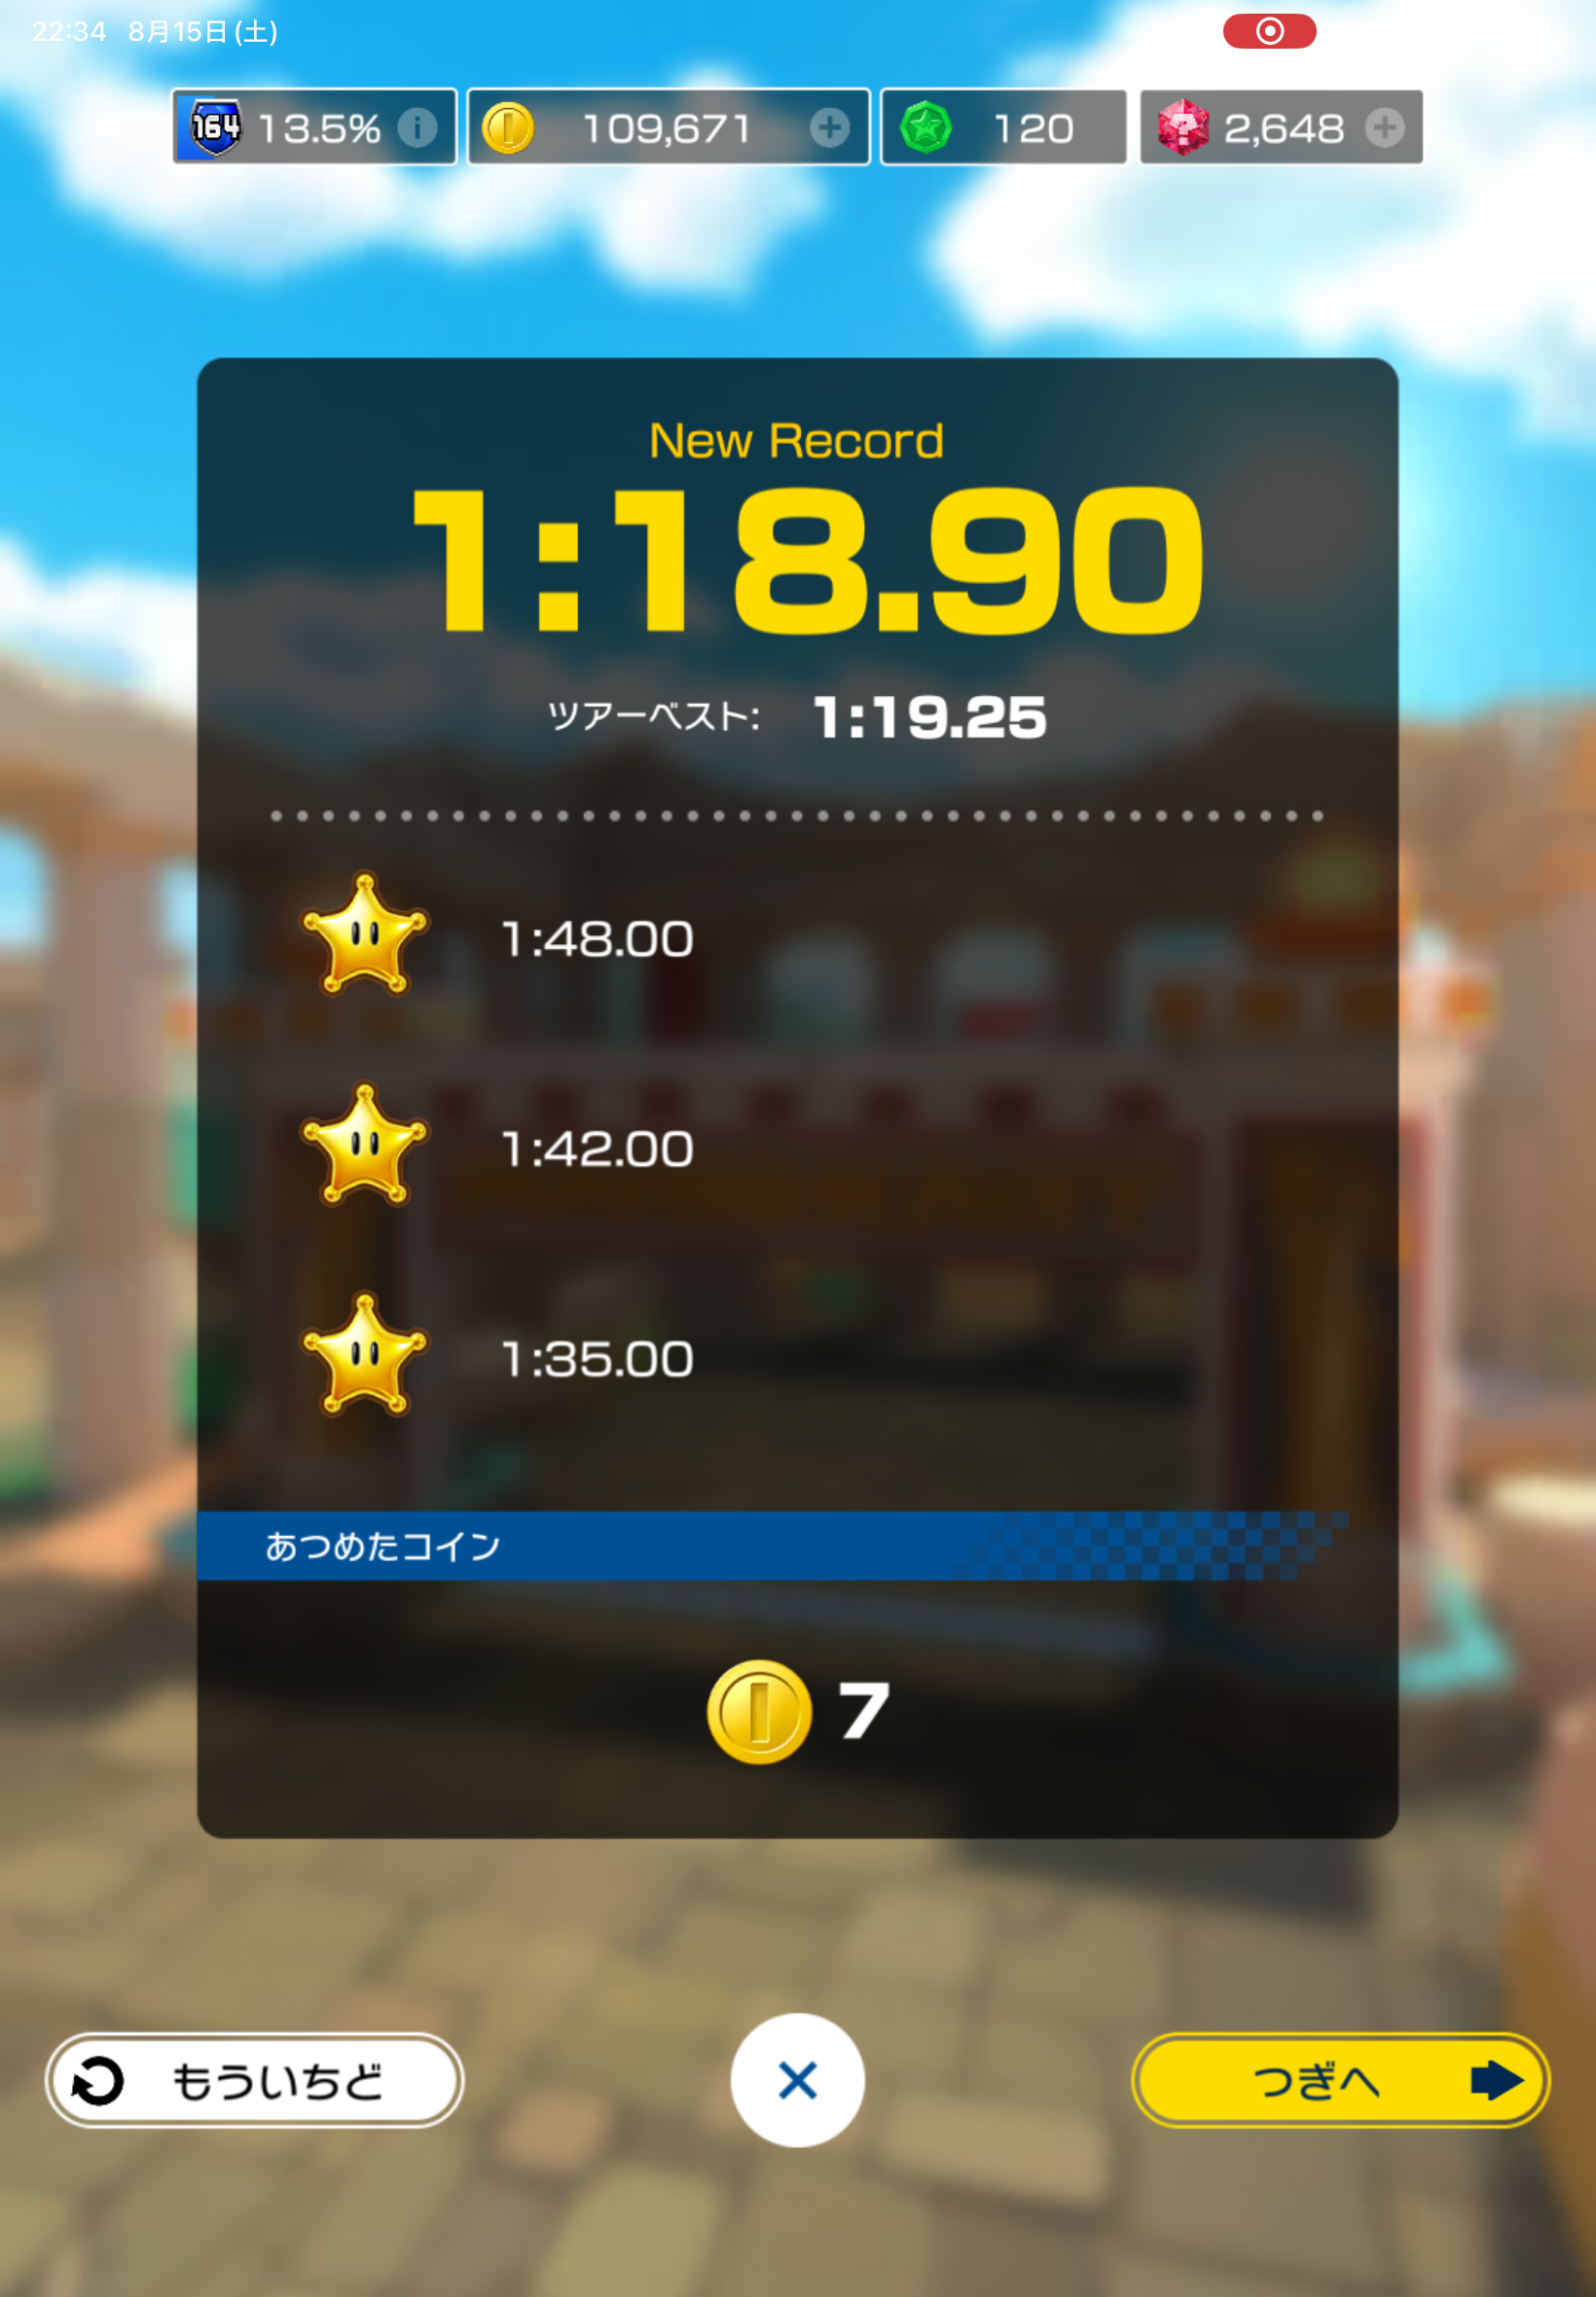 22:34 8月15日(土)
164 13.5% i 109,671 + 120 ? 2,648 +
New Record
1:18.90
ツアーベスト: 1:19.25
1:48.00
1:42.00
1:35.00
あつめたコイン
7
もういちど × つぎへ